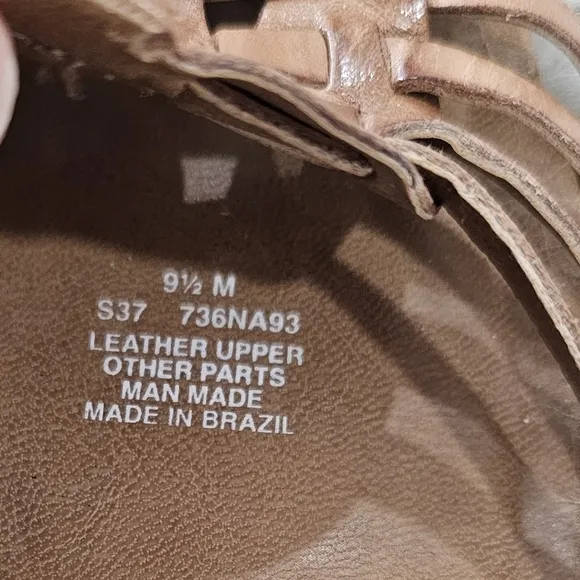 9½ M
S37 736NA93
LEATHER UPPER
OTHER PARTS
MAN MADE
MADE IN BRAZIL